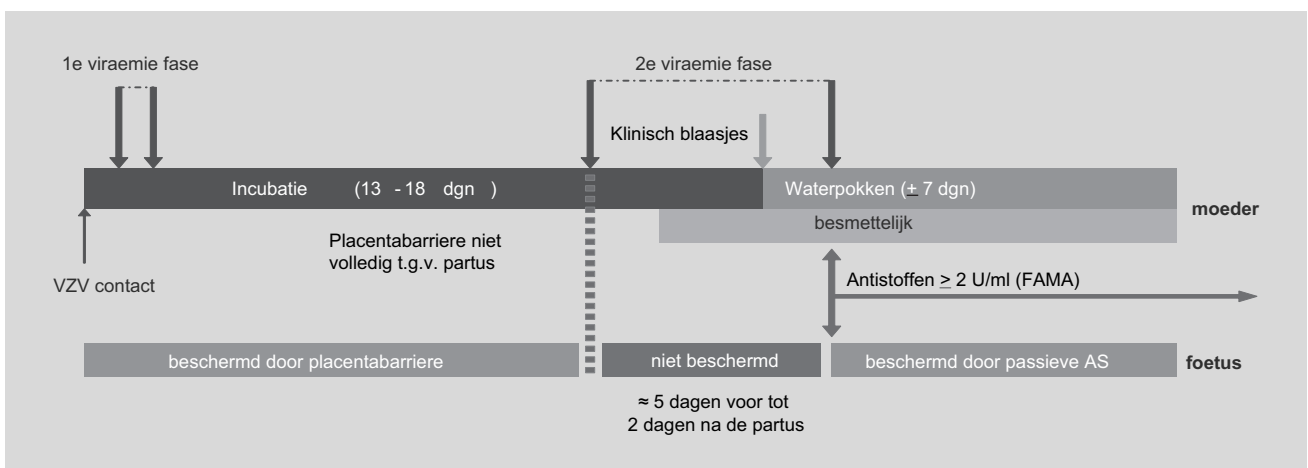 1e viraemie fase
2e viraemie fase
Klinisch blaasjes
Incubatie (13 - 18 dgn )
Waterpokken (± 7 dgn)
moeder
besmettelijk
Placentabarriere niet
volledig t.g.v. partus
VZV contact
Antistoffen ≥ 2 U/ml (FAMA)
beschermd door placentabarriere
niet beschermd
beschermd door passieve AS
foetus
≈ 5 dagen voor tot
2 dagen na de partus